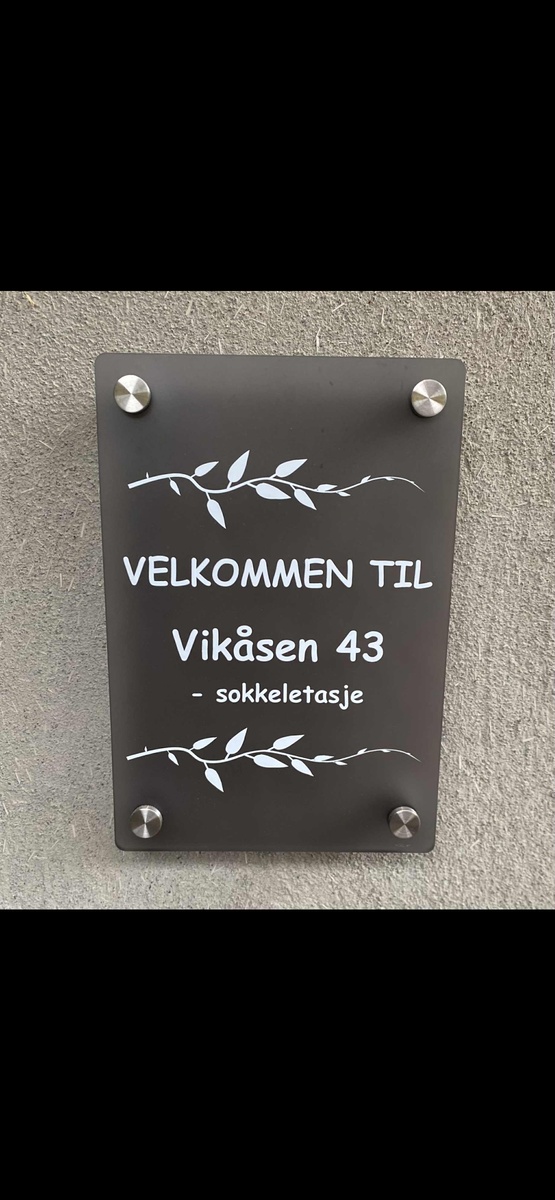 VELKOMMEN TIL
Vikåsen 43
- sokkeletasje